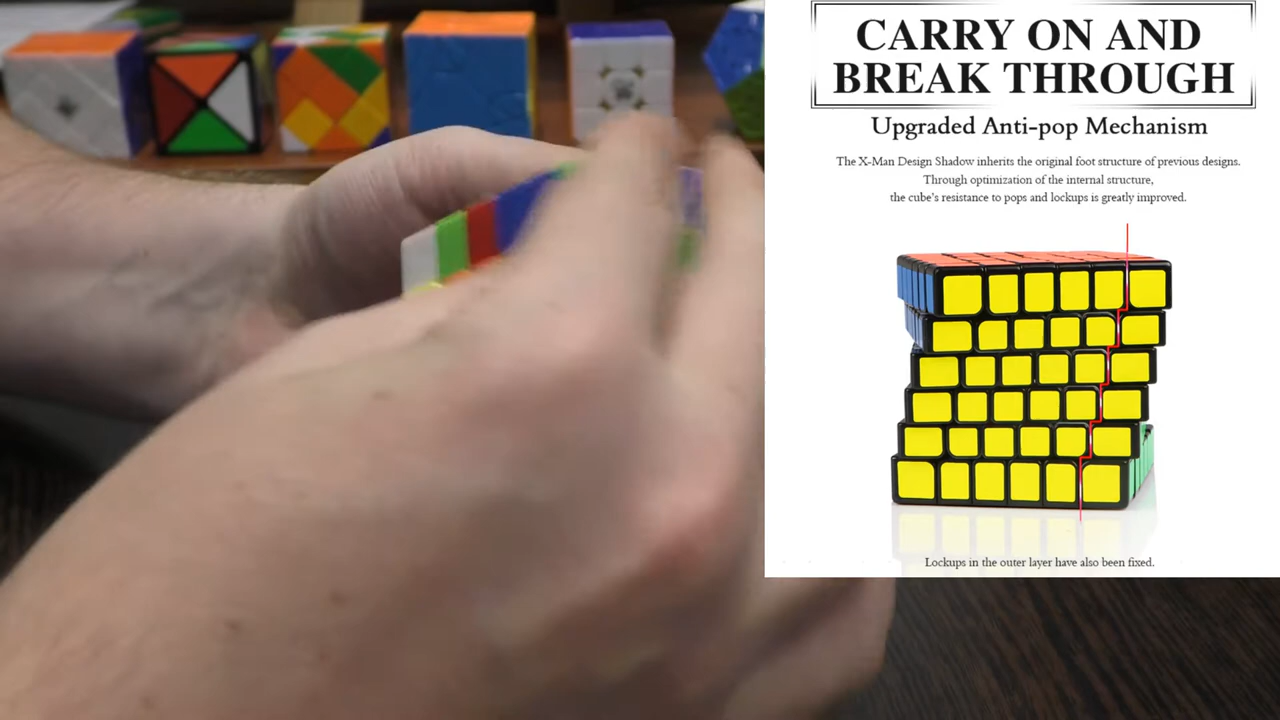 CARRY ON AND
BREAK THROUGH
Upgraded Anti-pop Mechanism
The X-Man Design Shadow inherits the original foot structure of previous designs.
Through optimization of the internal structure,
the cube's resistance to pops and lockups is greatly improved.
Lockups in the outer layer have also been fixed.